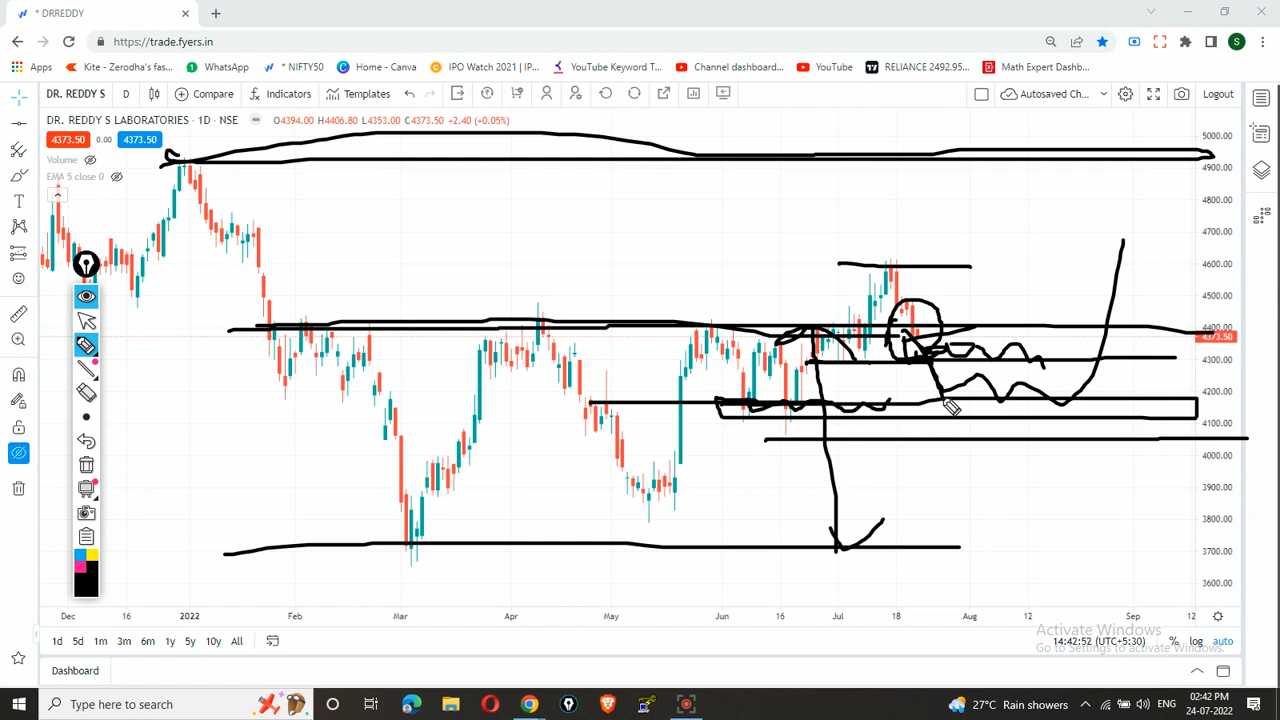 * DRREDDY
https://trade.fyers.in
Apps
Kite - Zerodha's fas...
WhatsApp
* NIFTY50
Home - Canva
IPO Watch 2021 | IP...
YouTube Keyword T...
Channel dashboard...
YouTube
RELIANCE 2492.95...
Math Expert Dashb...
S
DR. REDDY S
D
Compare
Indicators
Templates
Autosaved Ch...
Logout
DR. REDDY S LABORATORIES · 1D · NSE
O4394.00 H4406.80 L4353.00 C4373.50 +2.40 (+0.05%)
4373.50
0.00
4373.50
Volume
EMA 5 close 0
5000.00
4900.00
4800.00
4700.00
4600.00
4500.00
4400.00
4373.50
4300.00
4200.00
4100.00
4000.00
3900.00
3800.00
3700.00
3600.00
Dec
16
2022
Feb
Mar
Apr
May
Jun
16
Jul
18
Aug
12
Sep
12
Activate Windows
Go to Settings to activate Windows.
1d
5d
1m
3m
6m
1y
5y
10y
All
14:42:52 (UTC+5:30)
%
log
auto
Dashboard
Type here to search
27°C Rain showers
ENG
02:42 PM
24-07-2022